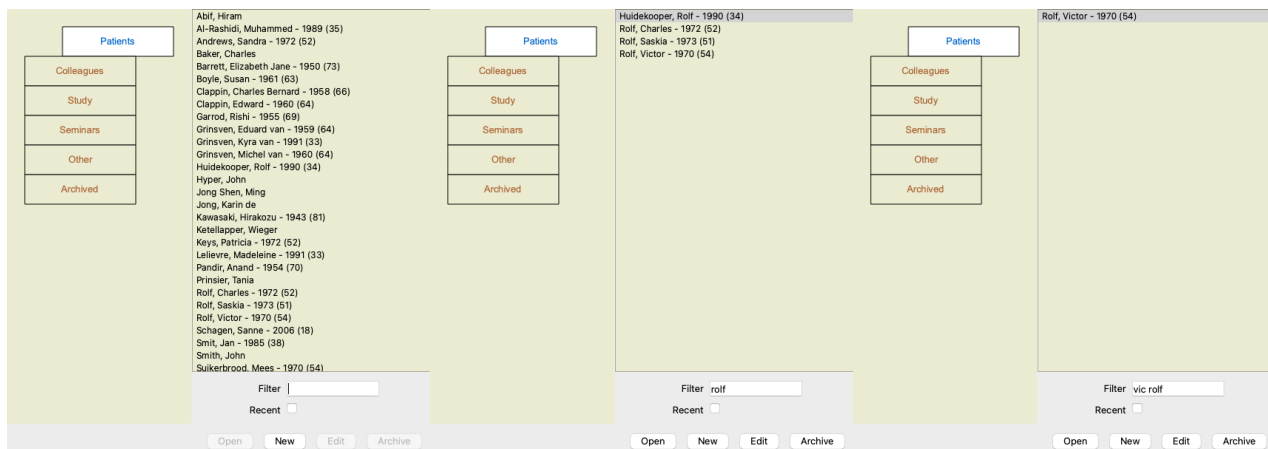 Patients
Colleagues
Study
Seminars
Other
Archived
Abif, Hiram
Al-Rashidi, Muhammed - 1989 (35)
Andrews, Sandra - 1972 (52)
Baker, Charles
Barrett, Elizabeth Jane - 1950 (73)
Boyle, Susan - 1961 (63)
Clappin, Charles Bernard - 1958 (66)
Clappin, Edward - 1960 (64)
Garrod, Rishi - 1955 (69)
Grinsven, Eduard van - 1959 (64)
Grinsven, Kyra van - 1991 (33)
Grinsven, Michel van - 1960 (64)
Huidekooper, Rolf - 1990 (34)
Hyper, John
Jong Shen, Ming
Jong, Karin de
Kawasaki, Hirakozu - 1943 (81)
Ketellapper, Wieger
Keys, Patricia - 1972 (52)
Lelievre, Madeleine - 1991 (33)
Pandir, Anand - 1954 (70)
Prinsier, Tania
Rolf, Charles - 1972 (52)
Rolf, Saskia - 1973 (51)
Rolf, Victor - 1970 (54)
Schagen, Sanne - 2006 (18)
Smit, Jan - 1985 (38)
Smith, John
Suikerbrood, Mees - 1970 (54)
Filter
Recent
Open New Edit Archive
Patients
Colleagues
Study
Seminars
Other
Archived
Huidekooper, Rolf - 1990 (34)
Rolf, Charles - 1972 (52)
Rolf, Saskia - 1973 (51)
Rolf, Victor - 1970 (54)
Filter rolf
Recent
Open New Edit Archive
Patients
Colleagues
Study
Seminars
Other
Archived
Rolf, Victor - 1970 (54)
Filter vic rolf
Recent
Open New Edit Archive